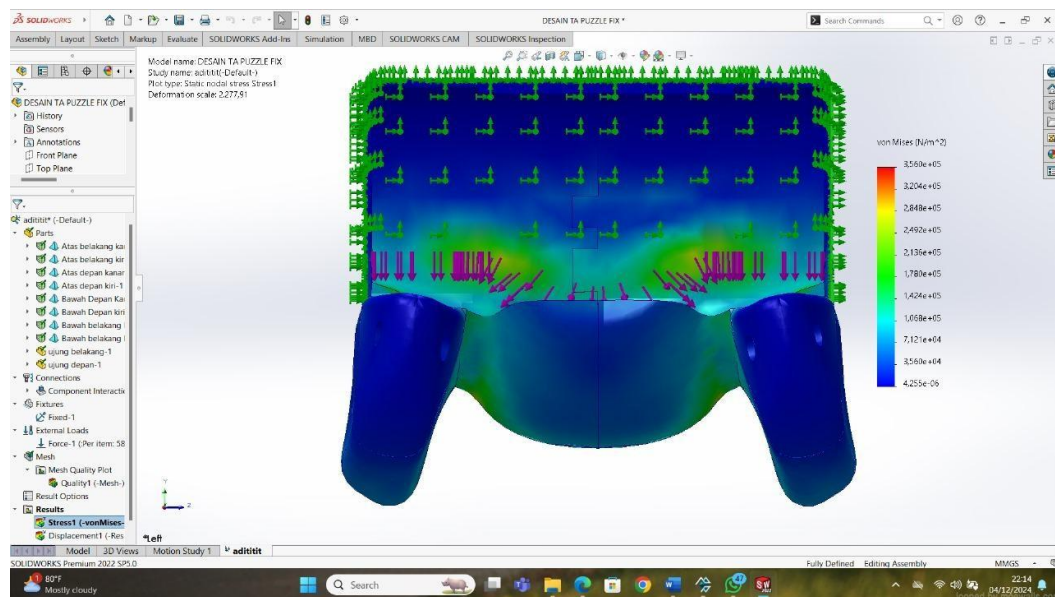 SOLIDWORKS
DESAIN TA PUZZLE FIX *
Search Commands
Assembly Layout Sketch Markup Evaluate SOLIDWORKS Add-Ins Simulation MBD SOLIDWORKS CAM SOLIDWORKS Inspection
Model name: DESAIN TA PUZZLE FIX
Study name: adititit(-Default-)
Plot type: Static nodal stress Stress1
Deformation scale: 2.277,91
DESAIN TA PUZZLE FIX (Def
History
Sensors
Annotations
Front Plane
Top Plane
adititit* (-Default-)
Parts
Atas belakang ka
Atas belakang kir
Atas depan kanar
Atas depan kiri-1
Bawah Depan Ka
Bawah Depan kiri
Bawah belakang
Bawah belakang
ujung belakang-1
ujung depan-1
Connections
Component Interacti
Fixtures
Fixed-1
External Loads
Force-1 (:Per item: 58
Mesh
Mesh Quality Plot
Quality1 (-Mesh-)
Result Options
Results
Stress1 (-vonMises-
Displacement1 (-Res
von Mises (N/m^2)
3,560e+05
3,204e+05
2,848e+05
2,492e+05
2,136e+05
1,780e+05
1,424e+05
1,068e+05
7,121e+04
3,560e+04
4,255e-06
Y
Z
*Left
Model 3D Views Motion Study 1 adititit
SOLIDWORKS Premium 2022 SP5.0
Fully Defined Editing Assembly MMGS
80°F
Mostly cloudy
Search
22:14
04/12/2024